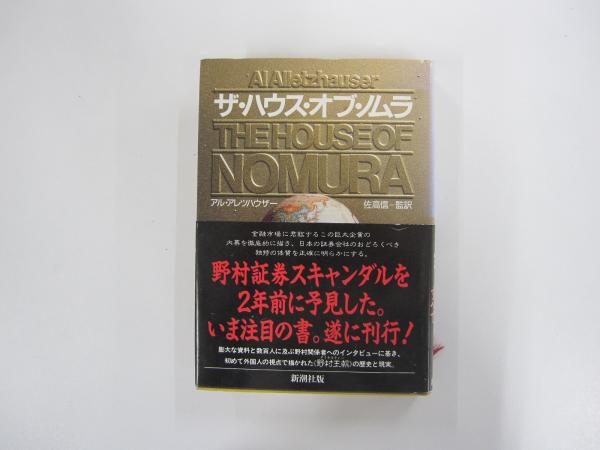 Al Alletzhauser
ザ・ハウス・オブ・ノムラ
THE HOUSE OF
NOMURA
アル・アレツハウザー
佐高信=監訳
金融市場に君臨するこの巨大企業の
内幕を徹底的に描き、日本の証券会社のおどろくべき
独特の体質を正確に明らかにする。
野村証券スキャンダルを
2年前に予見した。
いま注目の書。遂に刊行!
膨大な資料と数百人に及ぶ野村関係者へのインタビューに基き、
初めて外国人の視点で描かれた《野村王朝》の歴史と現実。
新潮社版